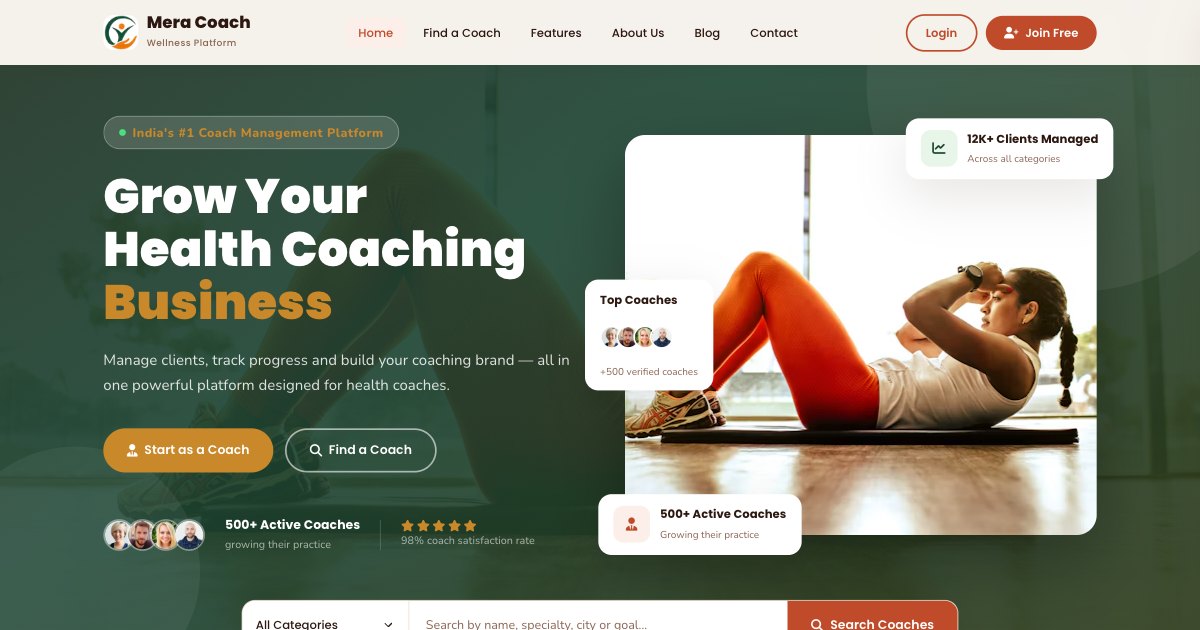 Mera Coach
Wellness Platform
Home
Find a Coach
Features
About Us
Blog
Contact
Login
Join Free
India's #1 Coach Management Platform
Grow Your
Health Coaching
Business
Manage clients, track progress and build your coaching brand — all in
one powerful platform designed for health coaches.
Start as a Coach
Find a Coach
500+ Active Coaches
growing their practice
98% coach satisfaction rate
12K+ Clients Managed
Across all categories
Top Coaches
+500 verified coaches
500+ Active Coaches
Growing their practice
All Categories
Search by name, specialty, city or goal...
Search Coaches